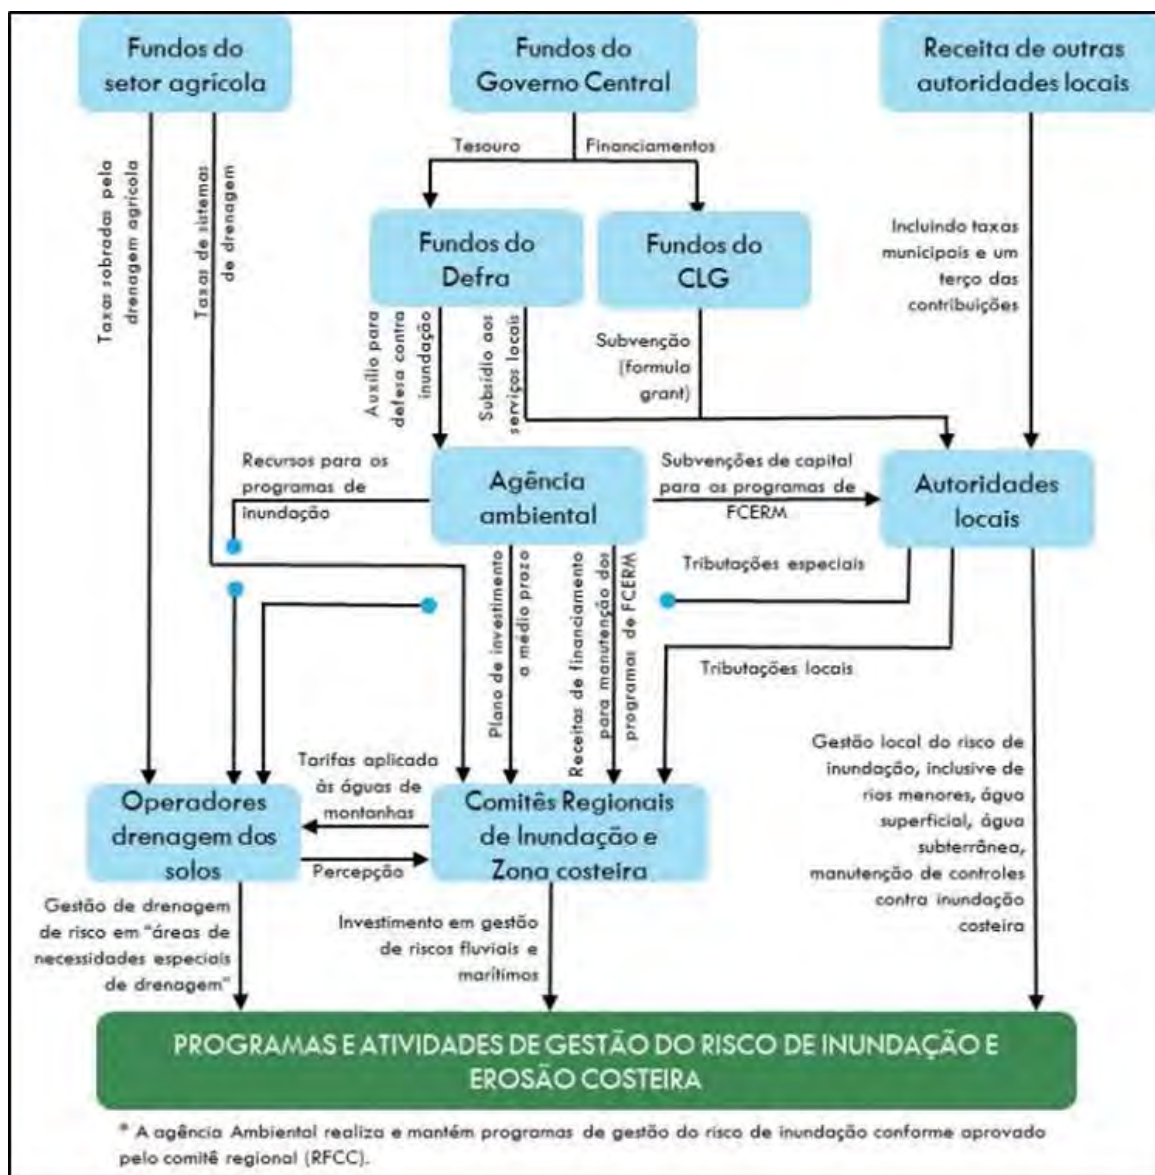 Fundos do
setor agrícola
Fundos do
Governo Central
Receita de outras
autoridades locais
Taxas sobradas pela
drenagem agrícola
Taxas de sistemas
de drenagem
Tesouro
Financiamentos
Fundos do
Defra
Fundos do
CLG
Incluindo taxas
municipais e um
terço das
contribuições
Auxílio para
defesa contra
inundação
Subsídio aos
serviços locais
Subvenção
(formula
grant)
Recursos para os
programas de
inundação
Agência
ambiental
Subvenções de capital
para os programas de
FCERM
Autoridades
locais
Plano de investimento
a médio prazo
Receitas de financiamento
para manutenção dos
programas de FCERM
Tributações especiais
Tributações locais
Operadores
drenagem dos
solos
Tarifas aplicada
às águas de
montanhas
Percepção
Comitês Regionais
de Inundação e
Zona costeira
Gestão local do risco de
inundação, inclusive de
rios menores, água
superficial, água
subterrânea,
manutenção de controles
contra inundação
costeira
Gestão de drenagem
de risco em "áreas de
necessidades especiais
de drenagem"
Investimento em gestão
de riscos fluviais e
marítimos
PROGRAMAS E ATIVIDADES DE GESTÃO DO RISCO DE INUNDAÇÃO E
EROSÃO COSTEIRA
* A agência Ambiental realiza e mantém programas de gestão do risco de inundação conforme aprovado
pelo comitê regional (RFCC).